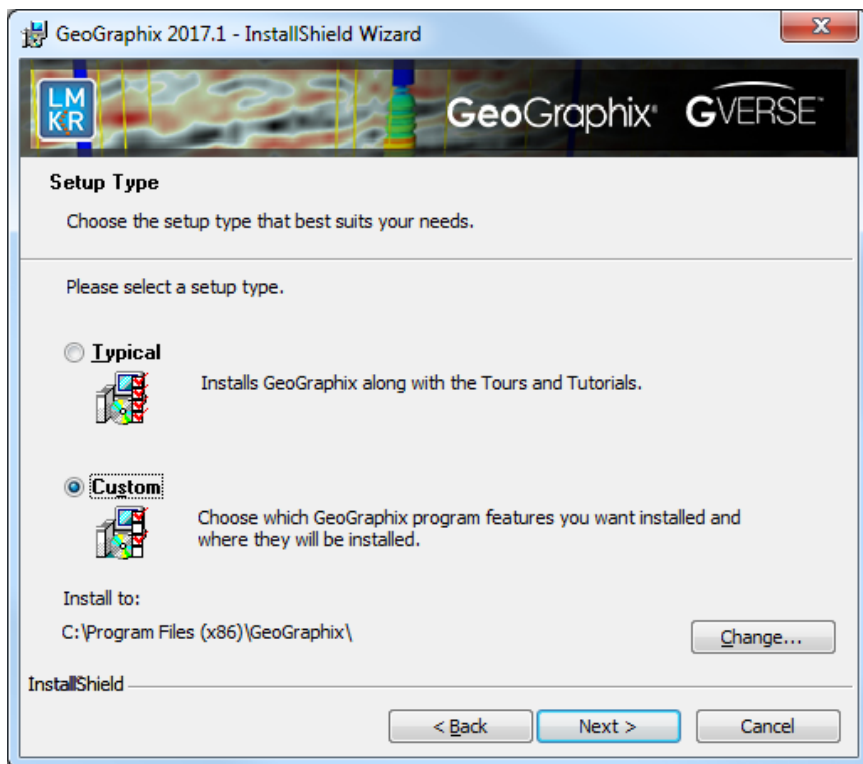 GeoGraphix 2017.1 - InstallShield Wizard
LM
KR
GeoGraphix® GVERSE™
Setup Type
Choose the setup type that best suits your needs.
Please select a setup type.
Typical
Installs GeoGraphix along with the Tours and Tutorials.
Custom
Choose which GeoGraphix program features you want installed and
where they will be installed.
Install to:
C:\Program Files (x86)\GeoGraphix\
Change...
InstallShield
< Back Next > Cancel